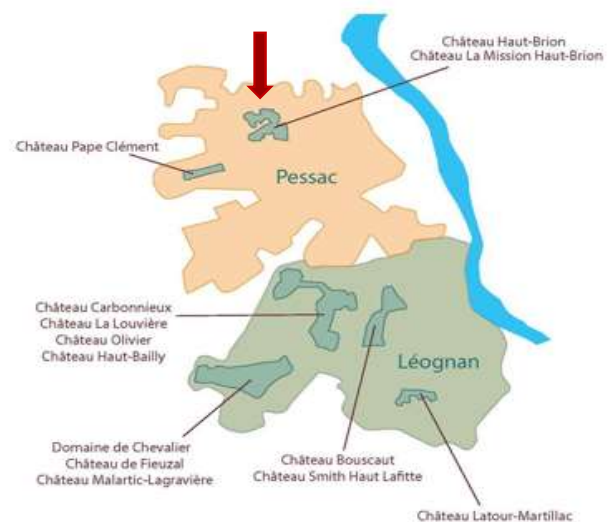 Château Haut-Brion
Château La Mission Haut-Brion
Château Pape Clément
Pessac
Château Carbonnieux
Château La Louvière
Château Olivier
Château Haut-Bailly
Léognan
Domaine de Chevalier
Château de Fieuzal
Château Malartic-Lagravière
Château Bouscaut
Château Smith Haut Lafitte
Château Latour-Martillac